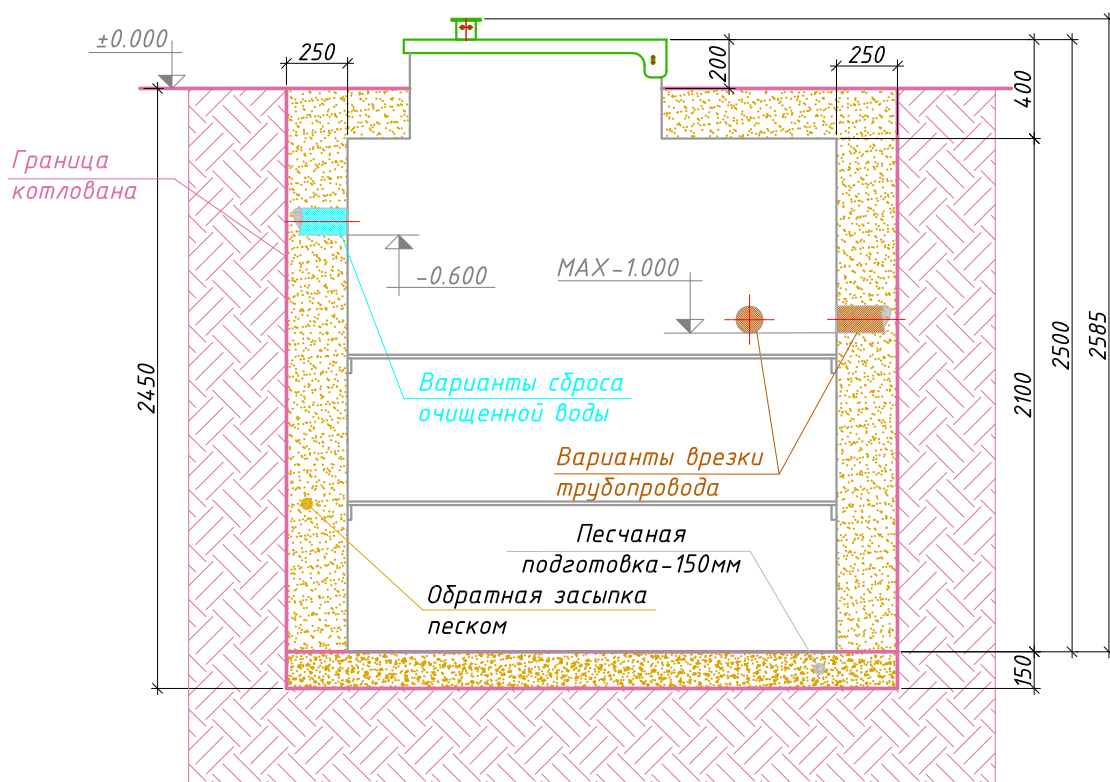 ±0.000
250
200
250
400
Граница
котлована
-0.600
MAX-1.000
2450
2500
2585
2100
Варианты сброса
очищенной воды
Варианты врезки
трубопровода
Песчаная
подготовка-150мм
Обратная засыпка
песком
150